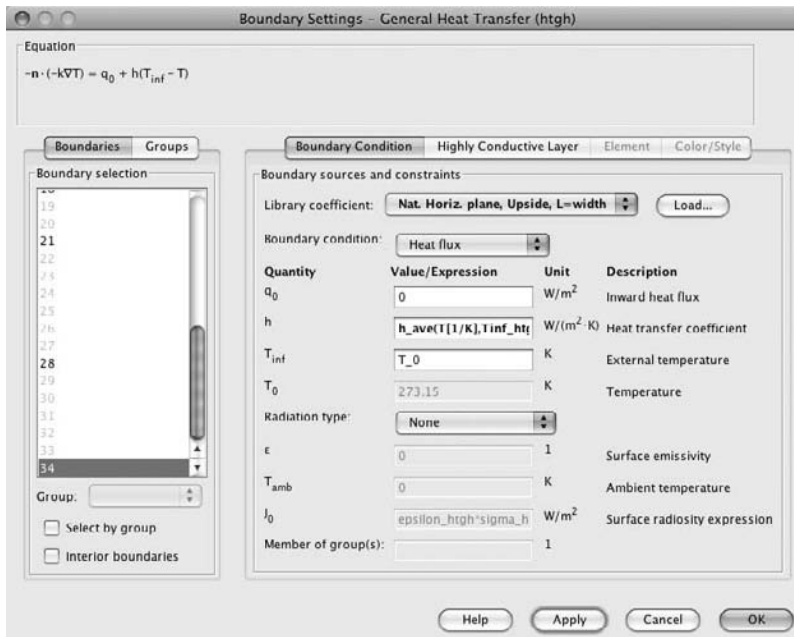 Boundary Settings – General Heat Transfer (htgh)
Equation
-n·(-k∇T) = q0 + h(Tinf - T)
Boundaries Groups
Boundary selection
19
20
21
22
23
24
25
26
27
28
29
30
31
32
33
34
Group:
Select by group
Interior boundaries
Boundary Condition Highly Conductive Layer Element Color/Style
Boundary sources and constraints
Library coefficient: Nat. Horiz. plane, Upside, L=width Load...
Boundary condition: Heat flux
Quantity Value/Expression Unit Description
q0 0 W/m2 Inward heat flux
h h_ave(T[1/K],Tinf_htg W/(m2·K) Heat transfer coefficient
Tinf T_0 K External temperature
T0 273.15 K Temperature
Radiation type: None
ε 0 1 Surface emissivity
Tamb 0 K Ambient temperature
J0 epsilon_htgh*sigma_h W/m2 Surface radiosity expression
Member of group(s): 1
Help Apply Cancel OK